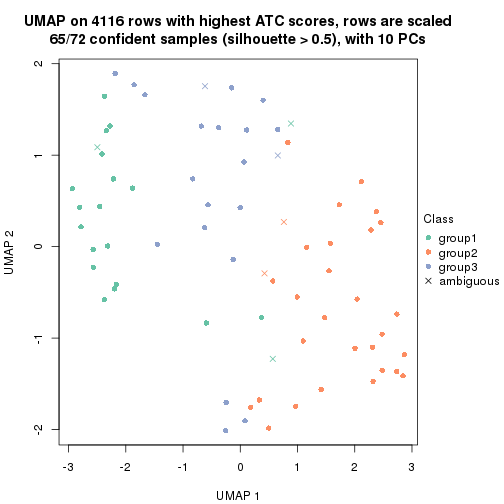 UMAP on 4116 rows with highest ATC scores, rows are scaled
65/72 confident samples (silhouette > 0.5), with 10 PCs
2
1
0
-1
-2
UMAP 2
-3
-2
-1
0
1
2
3
UMAP 1
Class
group1
group2
group3
ambiguous